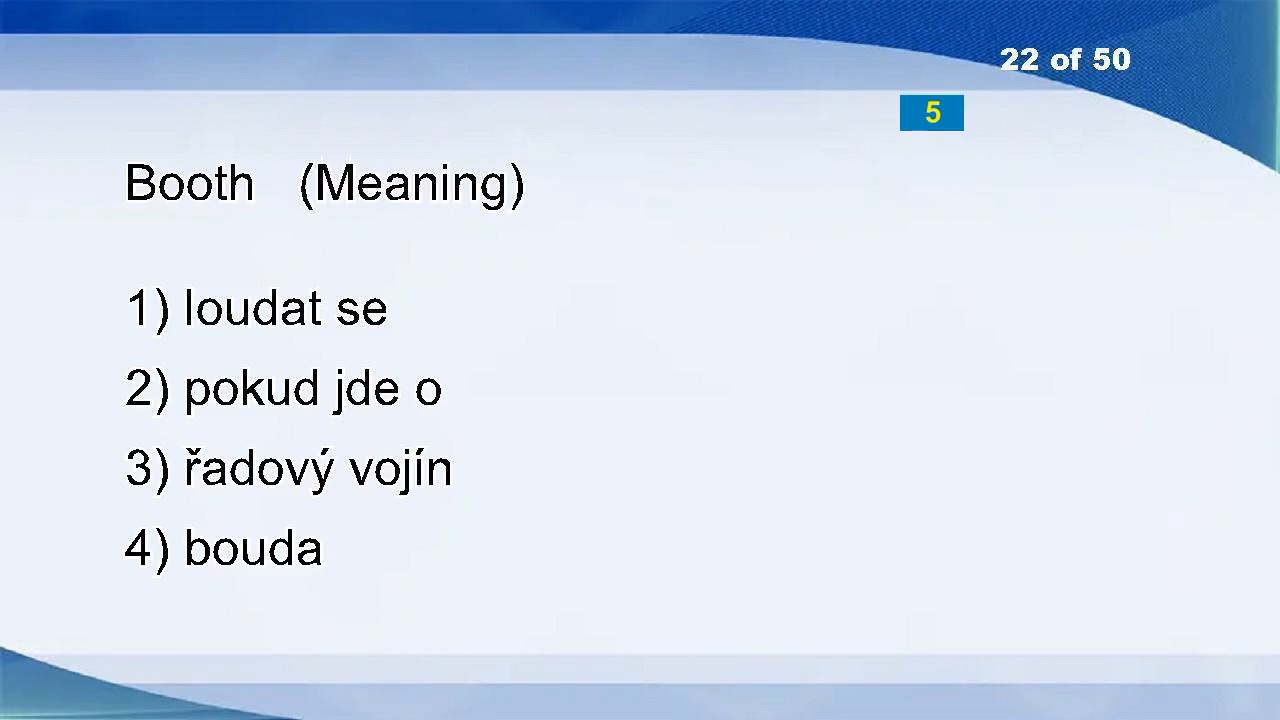 22 of 50
5
Booth (Meaning)
1) loudat se
2) pokud jde o
3) řadový vojín
4) bouda